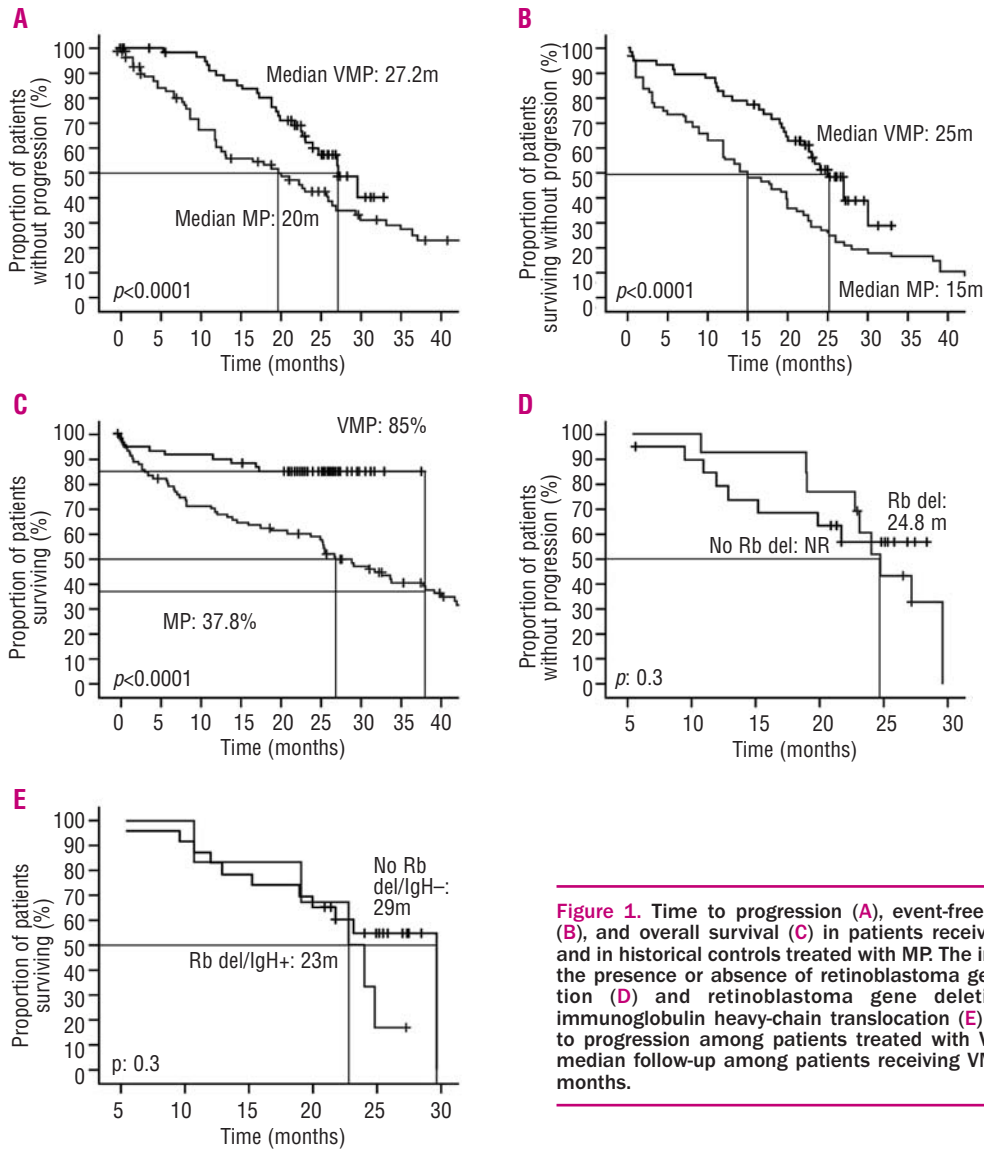 A
Proportion of patients
without progression (%)
100
90
80
70
60
50
40
30
20
10
0
Median VMP: 27.2m
Median MP: 20m
p<0.0001
0 5 10 15 20 25 30 35 40
Time (months)
B
Proportion of patients
surviving without progression (%)
100
90
80
70
60
50
40
30
20
10
0
Median VMP: 25m
Median MP: 15m
p<0.0001
0 5 10 15 20 25 30 35 40
Time (months)
C
Proportion of patients
surviving (%)
100
90
80
70
60
50
40
30
20
10
0
VMP: 85%
MP: 37.8%
p<0.0001
0 5 10 15 20 25 30 35 40
Time (months)
D
Proportion of patients
without progression (%)
100
90
80
70
60
50
40
30
20
10
0
Rb del:
24.8 m
No Rb del: NR
p: 0.3
5 10 15 20 25 30
Time (months)
E
Proportion of patients
surviving (%)
100
90
80
70
60
50
40
30
20
10
0
No Rb
del/IgH–:
29m
Rb del/IgH+: 23m
p: 0.3
5 10 15 20 25 30
Time (months)
Figure 1. Time to progression (A), event-free
(B), and overall survival (C) in patients receiv
and in historical controls treated with MP. The in
the presence or absence of retinoblastoma ge
tion (D) and retinoblastoma gene deleti
immunoglobulin heavy-chain translocation (E)
to progression among patients treated with V
median follow-up among patients receiving VM
months.